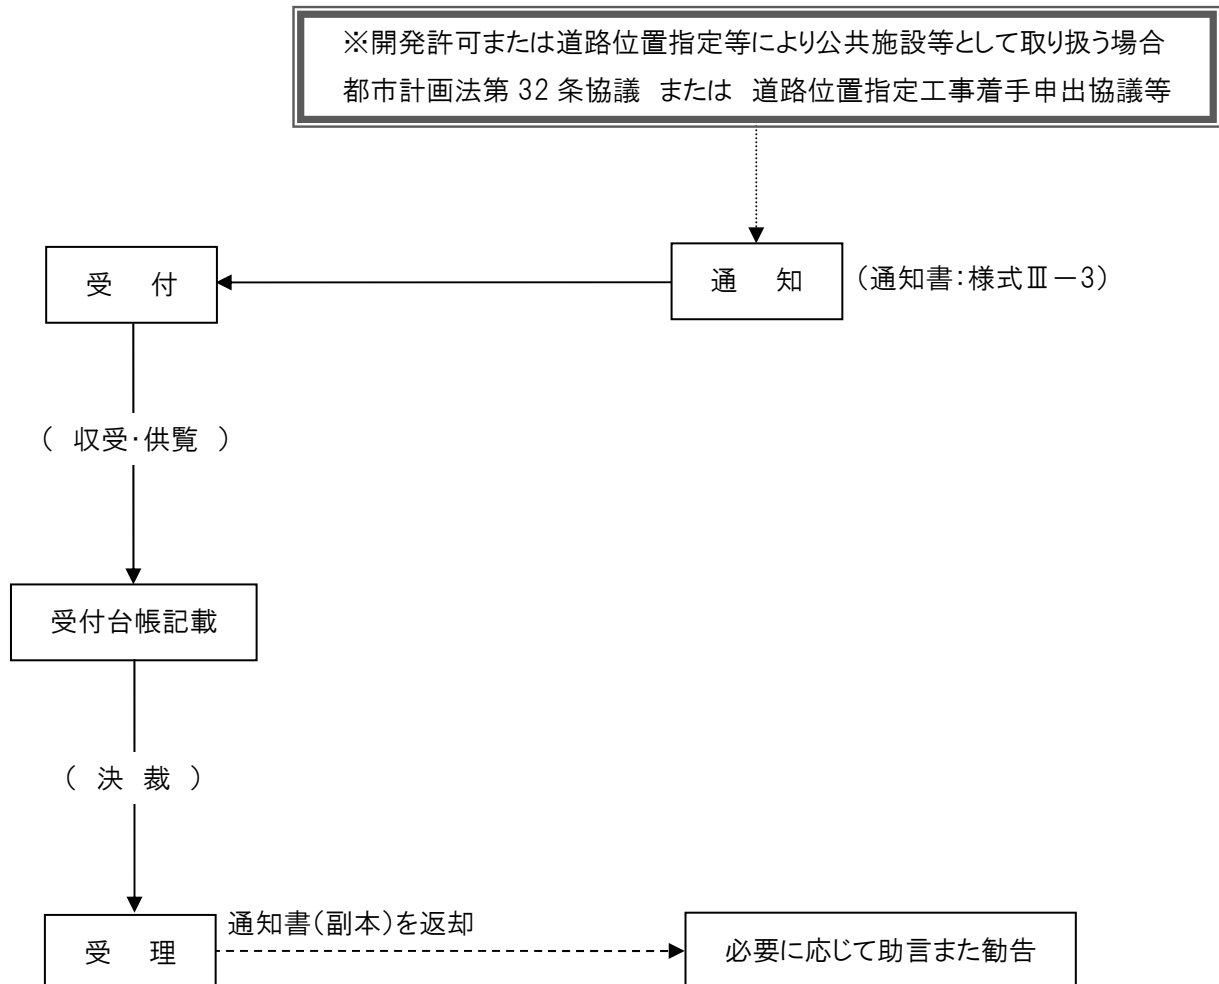 ※開発許可または道路位置指定等により公共施設等として取り扱う場合
都市計画法第 32 条協議 または 道路位置指定工事着手申出協議等
受 付
通 知
(通知書:様式Ⅲ-3)
( 収受・供覧 )
受付台帳記載
( 決 裁 )
受 理
通知書(副本)を返却
必要に応じて助言また勧告